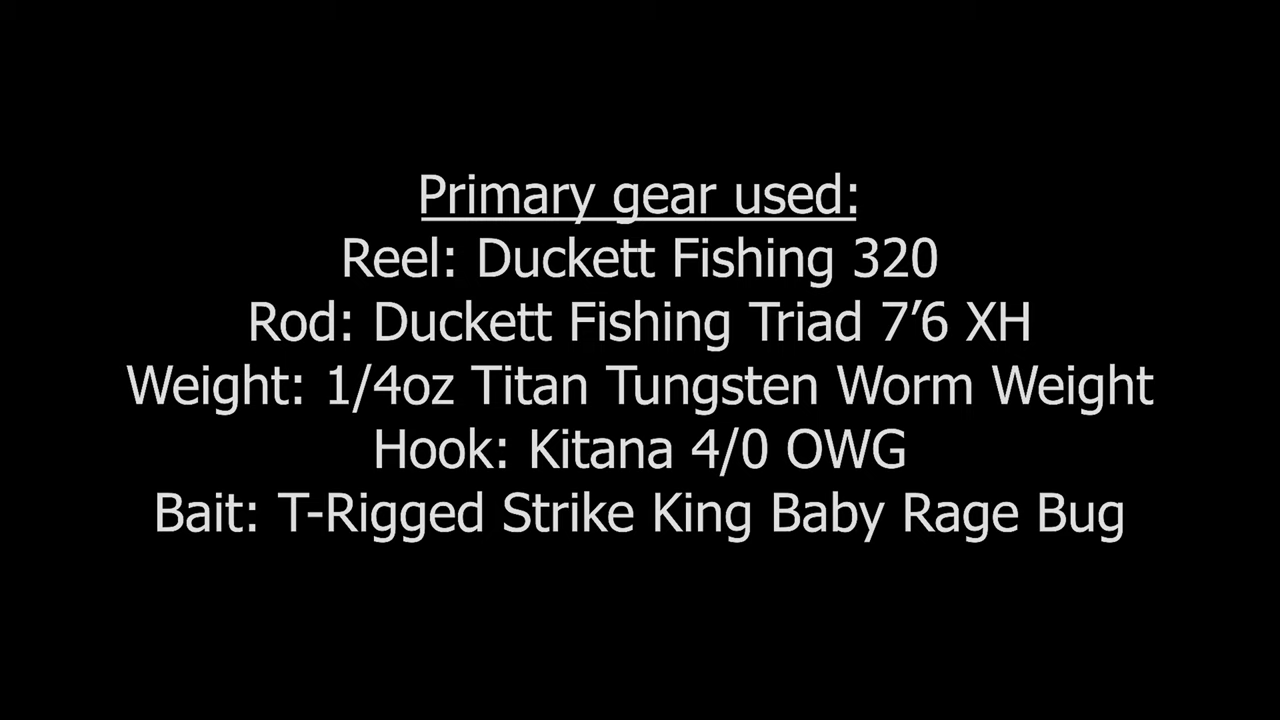 Primary gear used:
Reel: Duckett Fishing 320
Rod: Duckett Fishing Triad 7’6 XH
Weight: 1/4oz Titan Tungsten Worm Weight
Hook: Kitana 4/0 OWG
Bait: T-Rigged Strike King Baby Rage Bug